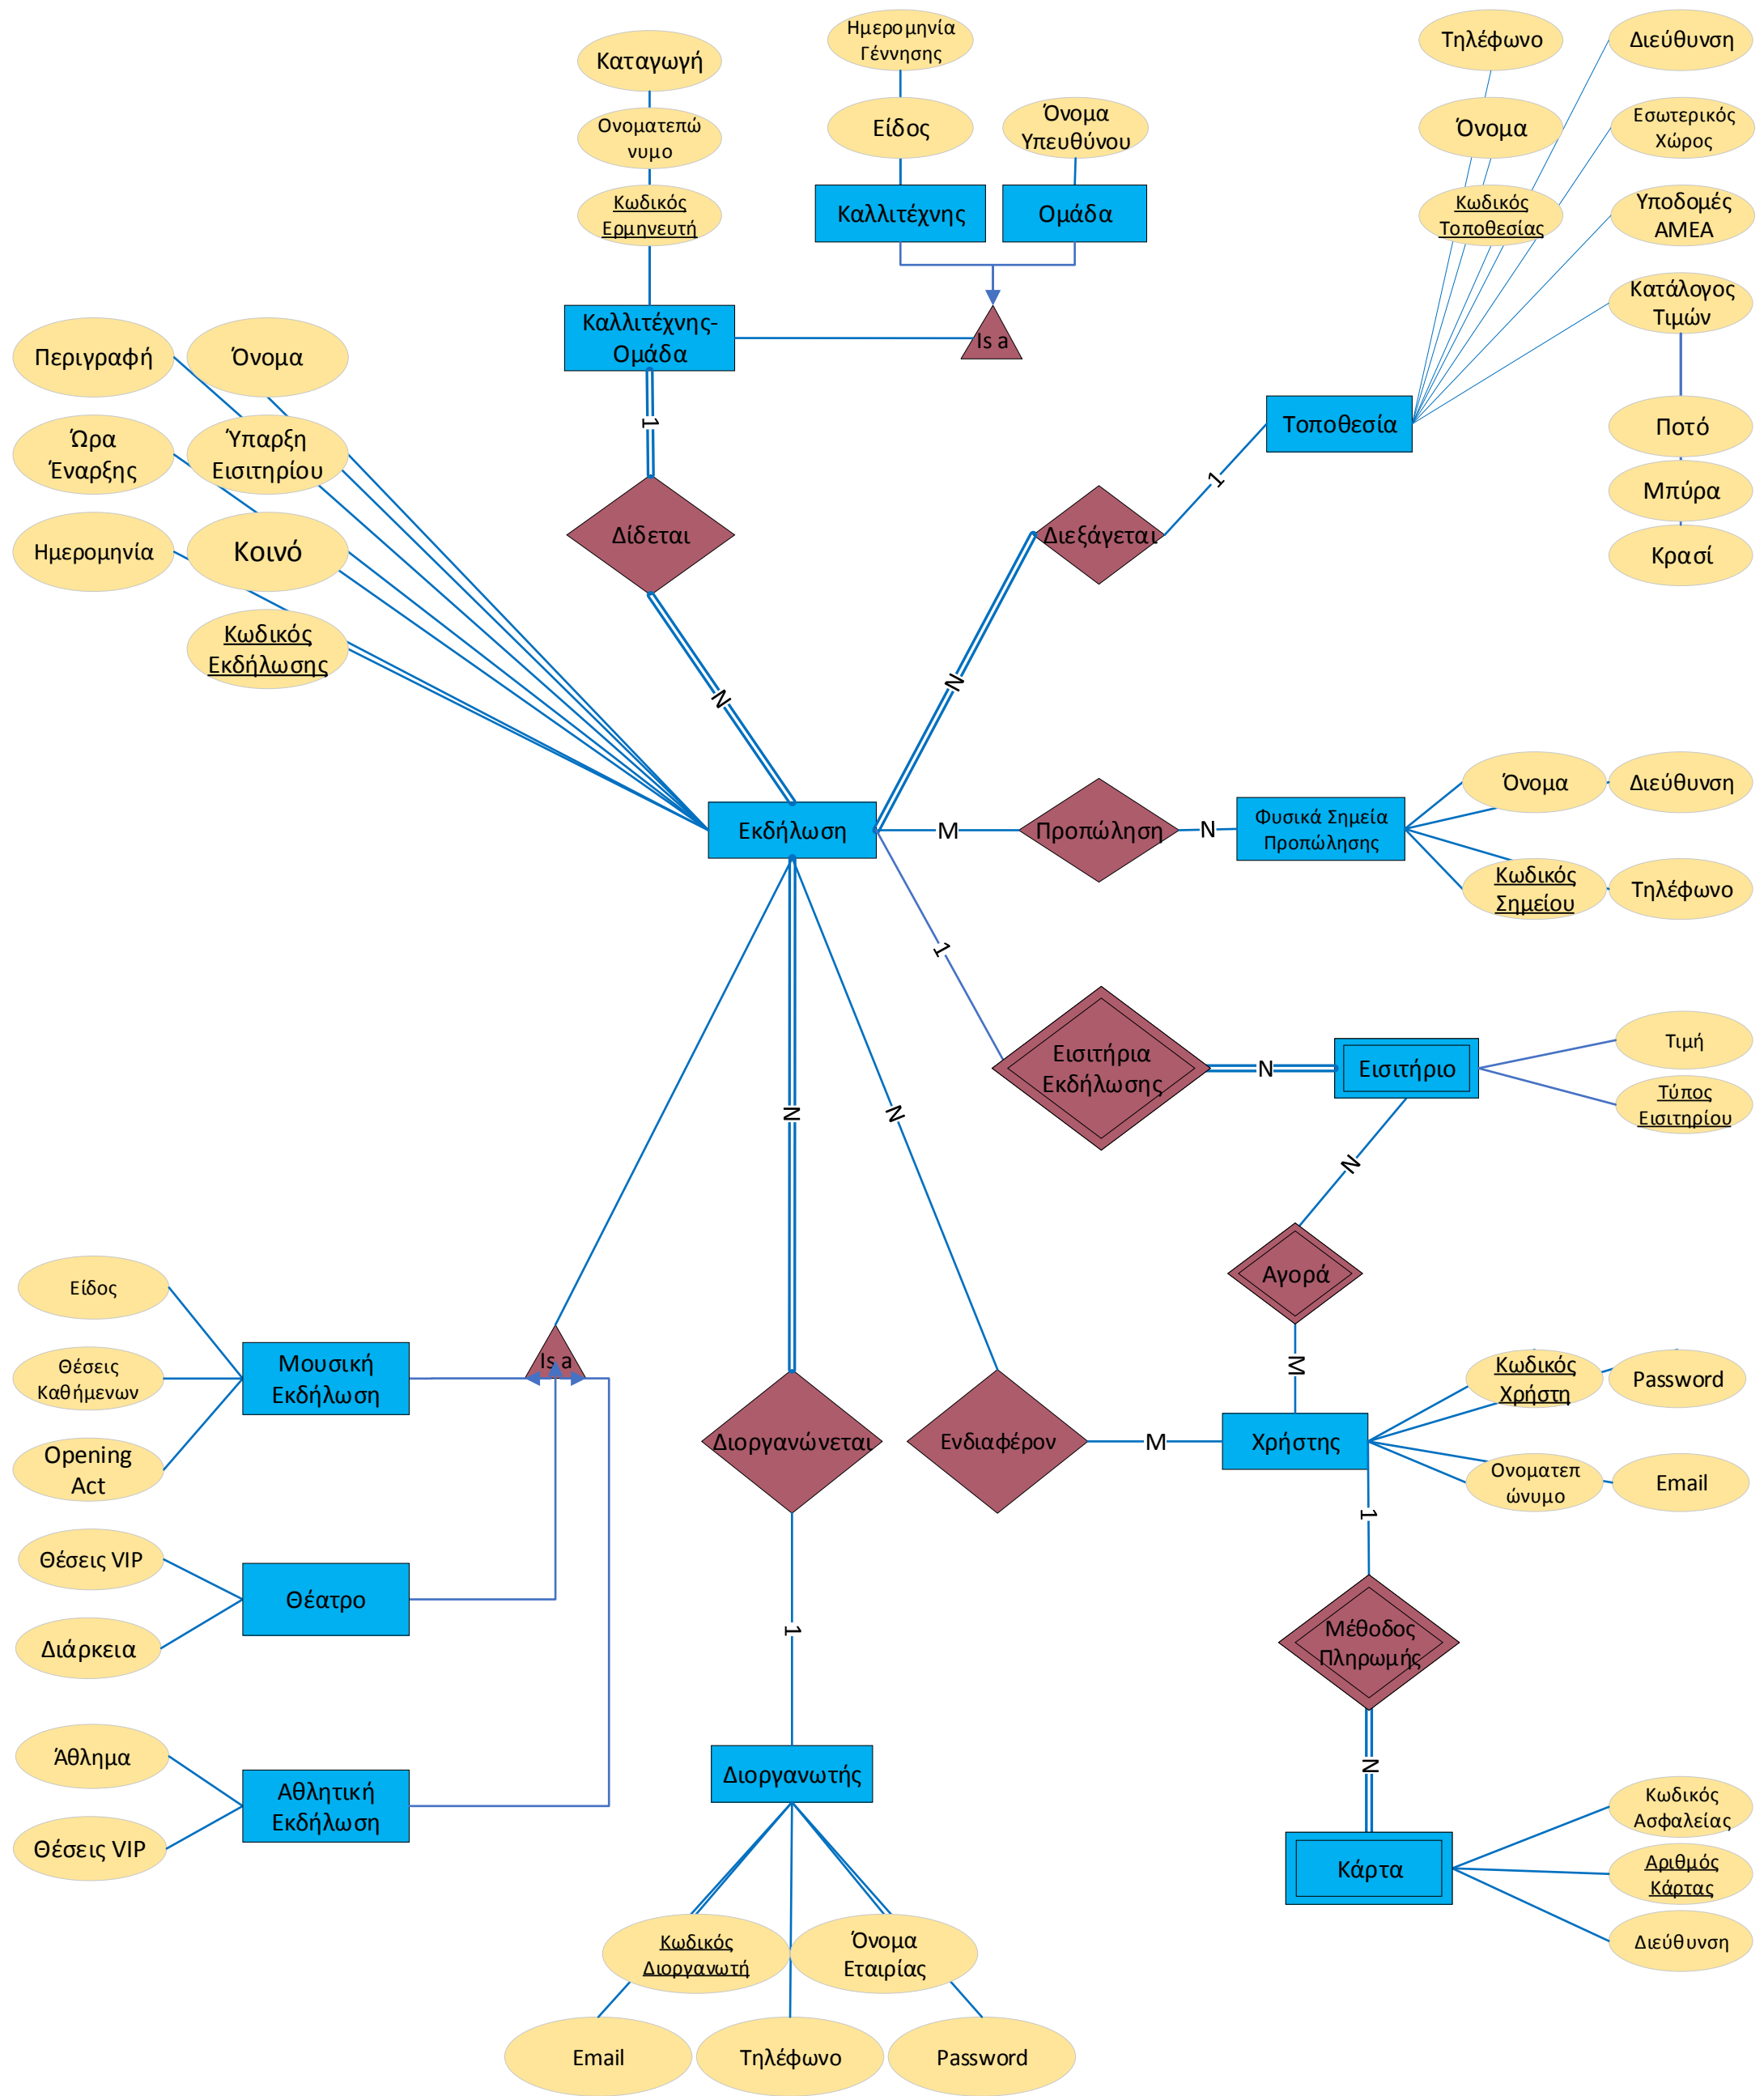 Ημερομηνία
Γέννησης
Τηλέφωνο
Διεύθυνση
Καταγωγή
Είδος
Όνομα
Υπευθύνου
Όνομα
Εσωτερικός
Χώρος
Ονοματεπώ
νυμο
Κωδικός
Ερμηνευτή
Καλλιτέχνης
Ομάδα
Κωδικός
Τοποθεσίας
Υποδομές
ΑΜΕΑ
Κατάλογος
Τιμών
Καλλιτέχνης-
Ομάδα
Is a
Περιγραφή
Όνομα
1
Τοποθεσία
Ποτό
Ώρα
Έναρξης
Ύπαρξη
Εισιτηρίου
1
Μπύρα
Δίδεται
Διεξάγεται
Κρασί
Ημερομηνία
Κοινό
Κωδικός
Εκδήλωσης
N
N
Όνομα
Διεύθυνση
Εκδήλωση
M
Προπώληση
N
Φυσικά Σημεία
Προπώλησης
Κωδικός
Σημείου
Τηλέφωνο
1
Εισιτήρια
Εκδήλωσης
N
Εισιτήριο
Τιμή
Τύπος
Εισιτηρίου
N
N
N
Αγορά
Είδος
M
Μουσική
Εκδήλωση
Is a
Θέσεις
Καθήμενων
Κωδικός
Χρήστη
Password
Διοργανώνεται
Ενδιαφέρον
M
Χρήστης
Opening
Act
Ονοματεπ
ώνυμο
Email
1
Θέσεις VIP
Θέατρο
Διάρκεια
1
Μέθοδος
Πληρωμής
Άθλημα
N
Διοργανωτής
Αθλητική
Εκδήλωση
Θέσεις VIP
Κωδικός
Ασφαλείας
Κάρτα
Αριθμός
Κάρτας
Διεύθυνση
Κωδικός
Διοργανωτή
Όνομα
Εταιρίας
Email
Τηλέφωνο
Password